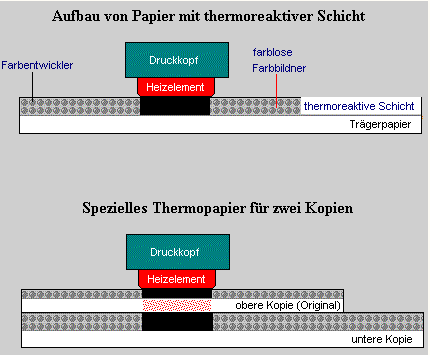 Aufbau von Papier mit thermoreaktiver Schicht
Druckkopf
Farbentwickler
farblose
Farbbildner
Heizelement
thermoreaktive Schicht
Trägerpapier
Spezielles Thermopapier für zwei Kopien
Druckkopf
Heizelement
obere Kopie (Original)
untere Kopie